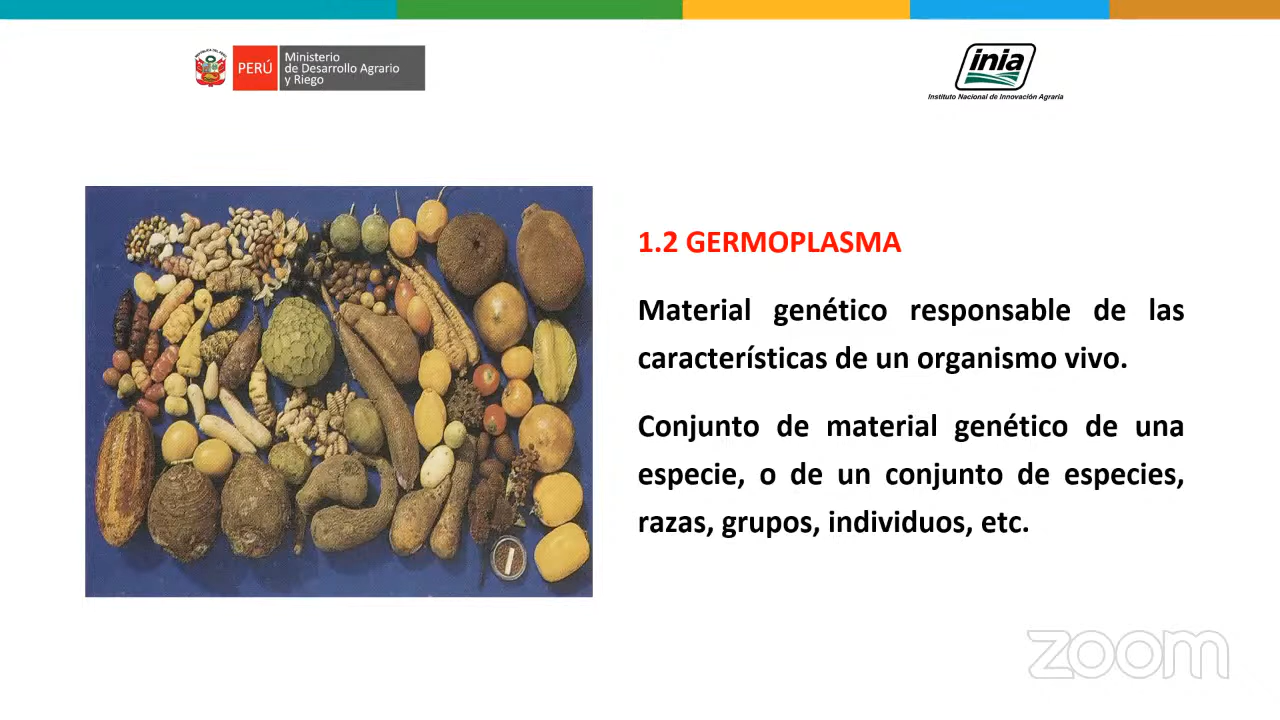 PERÚ
Ministerio
de Desarrollo Agrario
y Riego
inia
Instituto Nacional de Innovación Agraria
1.2 GERMOPLASMA
Material genético responsable de las
características de un organismo vivo.
Conjunto de material genético de una
especie, o de un conjunto de especies,
razas, grupos, individuos, etc.
zoom